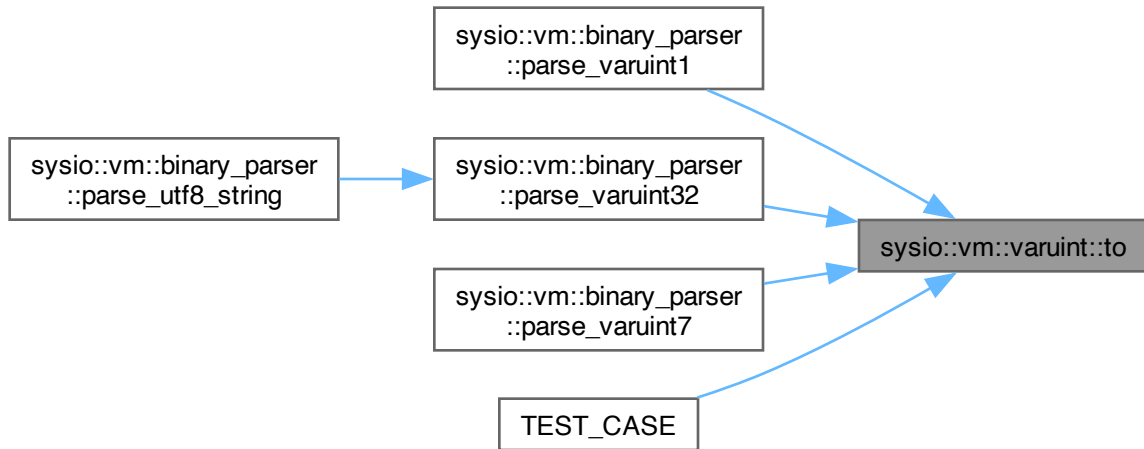 sysio::vm::binary_parser
::parse_varuint1
sysio::vm::binary_parser
::parse_utf8_string
sysio::vm::binary_parser
::parse_varuint32
sysio::vm::varuint::to
sysio::vm::binary_parser
::parse_varuint7
TEST_CASE